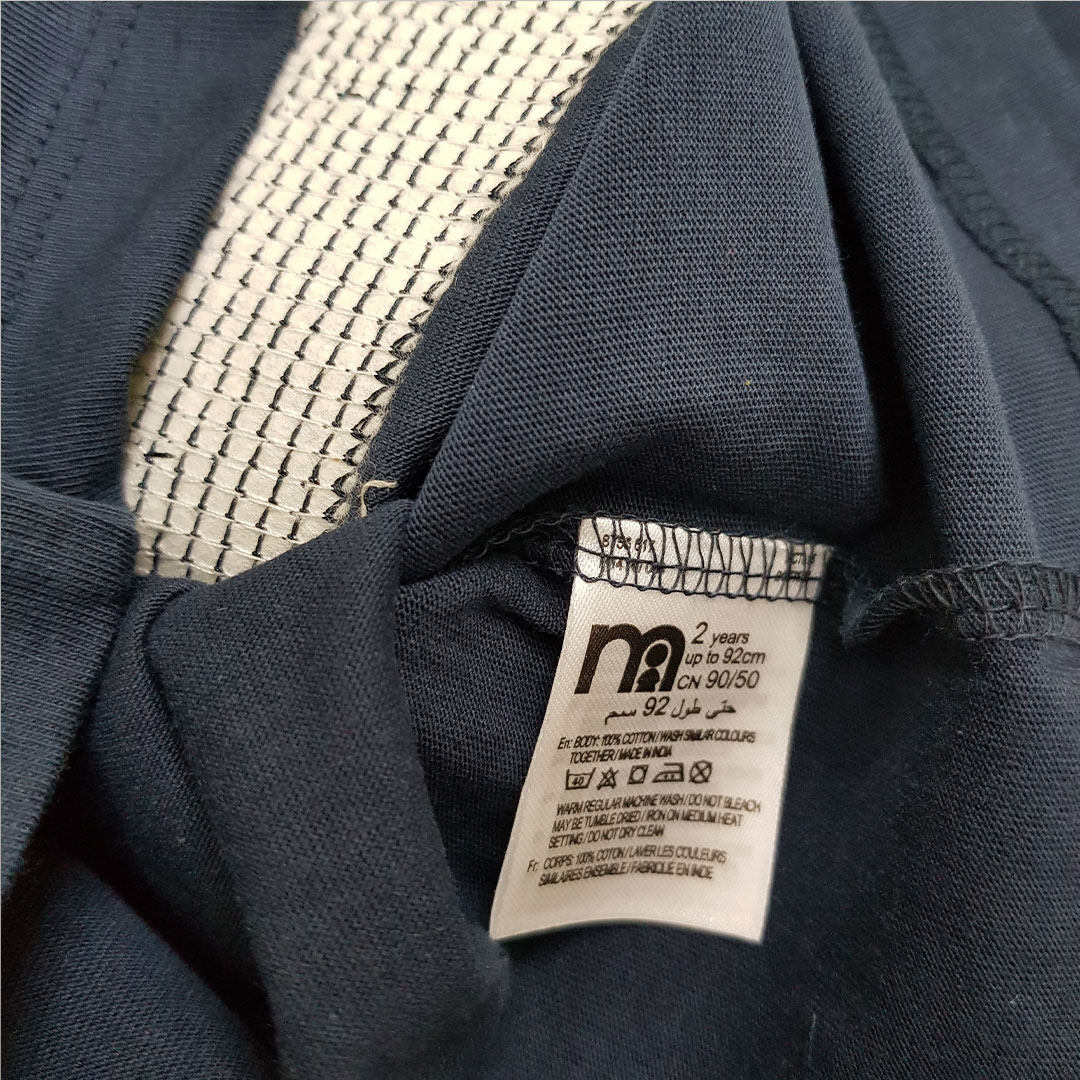 2 years
up to 92cm
CN 90/50
حتى طول 92 سم
En: BODY: 100% COTTON / WASH SIMILAR COLOURS
TOGETHER / MADE IN INDIA
40
WARM REGULAR MACHINE WASH / DO NOT BLEACH
MAY BE TUMBLE DRIED / IRON ON MEDIUM HEAT
SETTING / DO NOT DRY CLEAN
Fr: CORPS: 100% COTON / LAVER LES COULEURS
SIMILAIRES ENSEMBLE / FABRIQUE EN INDE